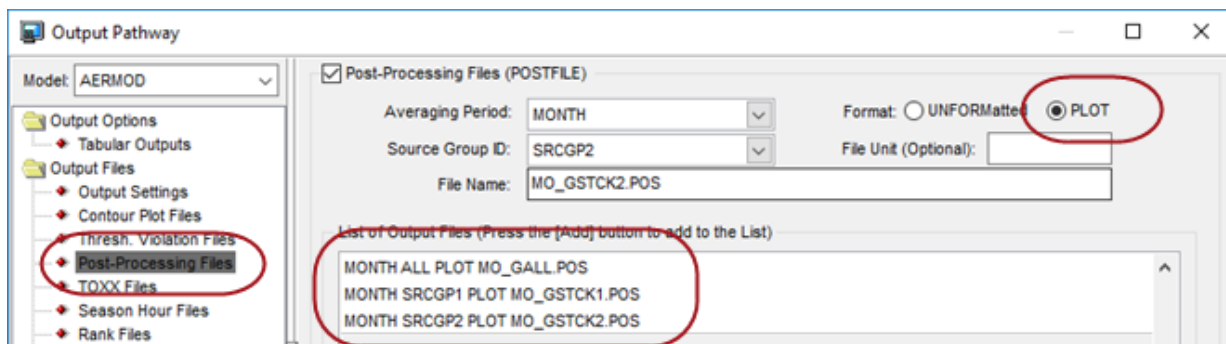 Output Pathway
Model: AERMOD
Output Options
Tabular Outputs
Output Files
Output Settings
Contour Plot Files
Thresh. Violation Files
Post-Processing Files
TOXX Files
Season Hour Files
Rank Files
Post-Processing Files (POSTFILE)
Averaging Period: MONTH Format: UNFORMatted PLOT
Source Group ID: SRCGP2 File Unit (Optional):
File Name: MO_GSTCK2.POS
List of Output Files (Press the [Add] button to add to the List)
MONTH ALL PLOT MO_GALL.POS
MONTH SRCGP1 PLOT MO_GSTCK1.POS
MONTH SRCGP2 PLOT MO_GSTCK2.POS